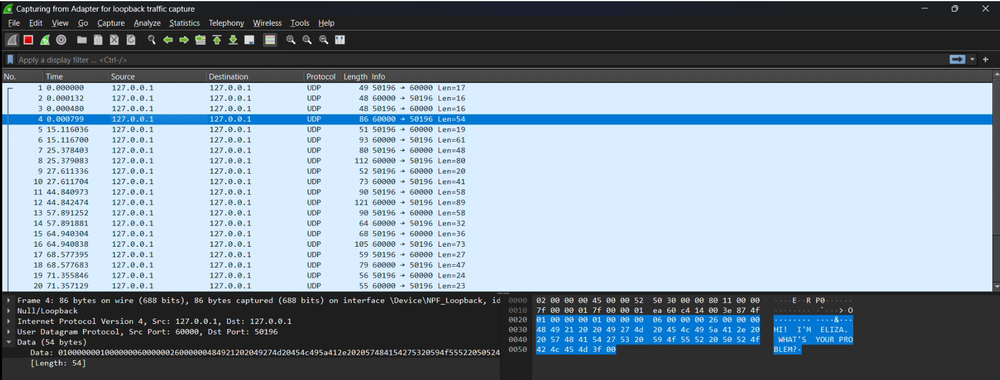 Capturing from Adapter for loopback traffic capture
File Edit View Go Capture Analyze Statistics Telephony Wireless Tools Help
Apply a display filter ... <Ctrl-/>
No. Time Source Destination Protocol Length Info
1 0.000000 127.0.0.1 127.0.0.1 UDP 49 50196 → 60000 Len=17
2 0.000132 127.0.0.1 127.0.0.1 UDP 48 60000 → 50196 Len=16
3 0.000480 127.0.0.1 127.0.0.1 UDP 48 50196 → 60000 Len=16
4 0.000799 127.0.0.1 127.0.0.1 UDP 86 60000 → 50196 Len=54
5 15.116036 127.0.0.1 127.0.0.1 UDP 51 50196 → 60000 Len=19
6 15.116700 127.0.0.1 127.0.0.1 UDP 93 60000 → 50196 Len=61
7 25.378403 127.0.0.1 127.0.0.1 UDP 80 50196 → 60000 Len=48
8 25.379083 127.0.0.1 127.0.0.1 UDP 112 60000 → 50196 Len=80
9 27.611336 127.0.0.1 127.0.0.1 UDP 52 50196 → 60000 Len=20
10 27.611704 127.0.0.1 127.0.0.1 UDP 73 60000 → 50196 Len=41
11 44.840973 127.0.0.1 127.0.0.1 UDP 90 50196 → 60000 Len=58
12 44.842474 127.0.0.1 127.0.0.1 UDP 121 60000 → 50196 Len=89
13 57.891252 127.0.0.1 127.0.0.1 UDP 90 50196 → 60000 Len=58
14 57.891881 127.0.0.1 127.0.0.1 UDP 64 60000 → 50196 Len=32
15 64.940304 127.0.0.1 127.0.0.1 UDP 68 50196 → 60000 Len=36
16 64.940838 127.0.0.1 127.0.0.1 UDP 105 60000 → 50196 Len=73
17 68.577395 127.0.0.1 127.0.0.1 UDP 59 50196 → 60000 Len=27
18 68.577683 127.0.0.1 127.0.0.1 UDP 79 60000 → 50196 Len=47
19 71.355846 127.0.0.1 127.0.0.1 UDP 56 50196 → 60000 Len=24
20 71.357129 127.0.0.1 127.0.0.1 UDP 55 60000 → 50196 Len=23
Frame 4: 86 bytes on wire (688 bits), 86 bytes captured (688 bits) on interface \Device\NPF_Loopback, id
Null/Loopback
Internet Protocol Version 4, Src: 127.0.0.1, Dst: 127.0.0.1
User Datagram Protocol, Src Port: 60000, Dst Port: 50196
Data (54 bytes)
Data: 010000000100000006000000260000004849212020049274d20454c495a412e202057484154275320594f55522050524
[Length: 54]
0000 02 00 00 00 45 00 00 52 50 30 00 00 80 11 00 00 ····E··R P0······
0010 7f 00 00 01 7f 00 00 01 ea 60 c4 14 00 3e 87 4f ········ ·`···>·O
0020 01 00 00 00 01 00 00 00 06 00 00 00 26 00 00 00 ········ ····&···
0030 48 49 21 20 20 49 27 4d 20 45 4c 49 5a 41 2e 20 HI!  I'M  ELIZA.
0040 20 57 48 41 54 27 53 20 59 4f 55 52 20 50 52 4f  WHAT'S  YOUR PRO
0050 42 4c 45 4d 3f 00 BLEM?·